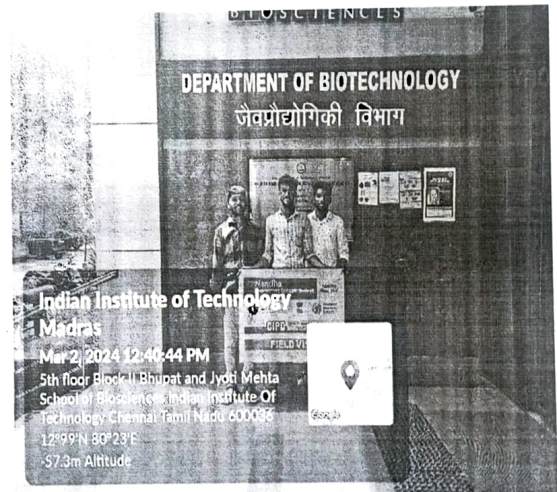 BIOSCIENCES
DEPARTMENT OF BIOTECHNOLOGY
जैवप्रौद्योगिकी विभाग
Nandha
CIPD
FIELD VIS
Indian Institute of Technology
Madras
Mar 2, 2024 12:40:44 PM
5th floor Block II Bhupat and Jyoti Mehta
School of Biosciences Indian Institute Of
Technology Chennai Tamil Nadu 600036
12°99'N 80°23'E
-57.3m Altitude
Google